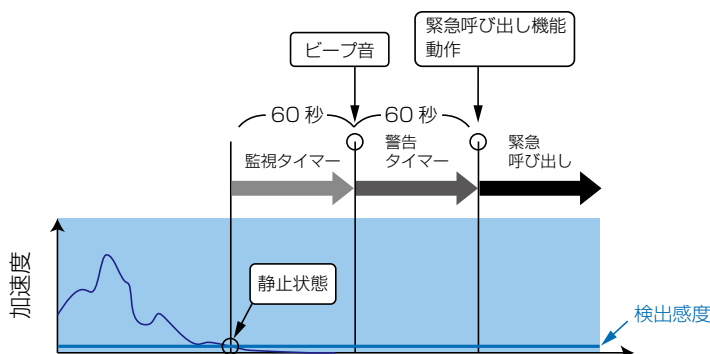 緊急呼び出し機能
動作
ビープ音
60 秒
60 秒
監視タイマー
警告
タイマー
緊急
呼び出し
加速度
静止状態
検出感度